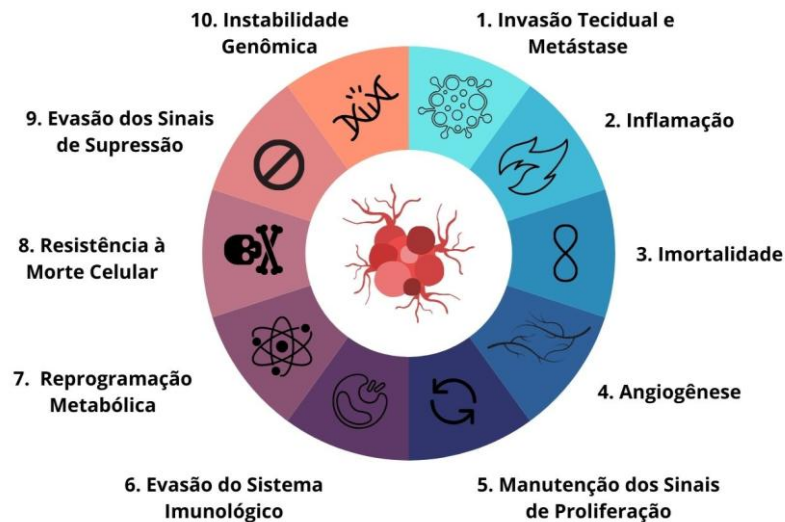 1. Invasão Tecidual e
Metástase
2. Inflamação
3. Imortalidade
4. Angiogênese
5. Manutenção dos Sinais
de Proliferação
6. Evasão do Sistema
Imunológico
7. Reprogramação
Metabólica
8. Resistência à
Morte Celular
9. Evasão dos Sinais
de Supressão
10. Instabilidade
Genômica